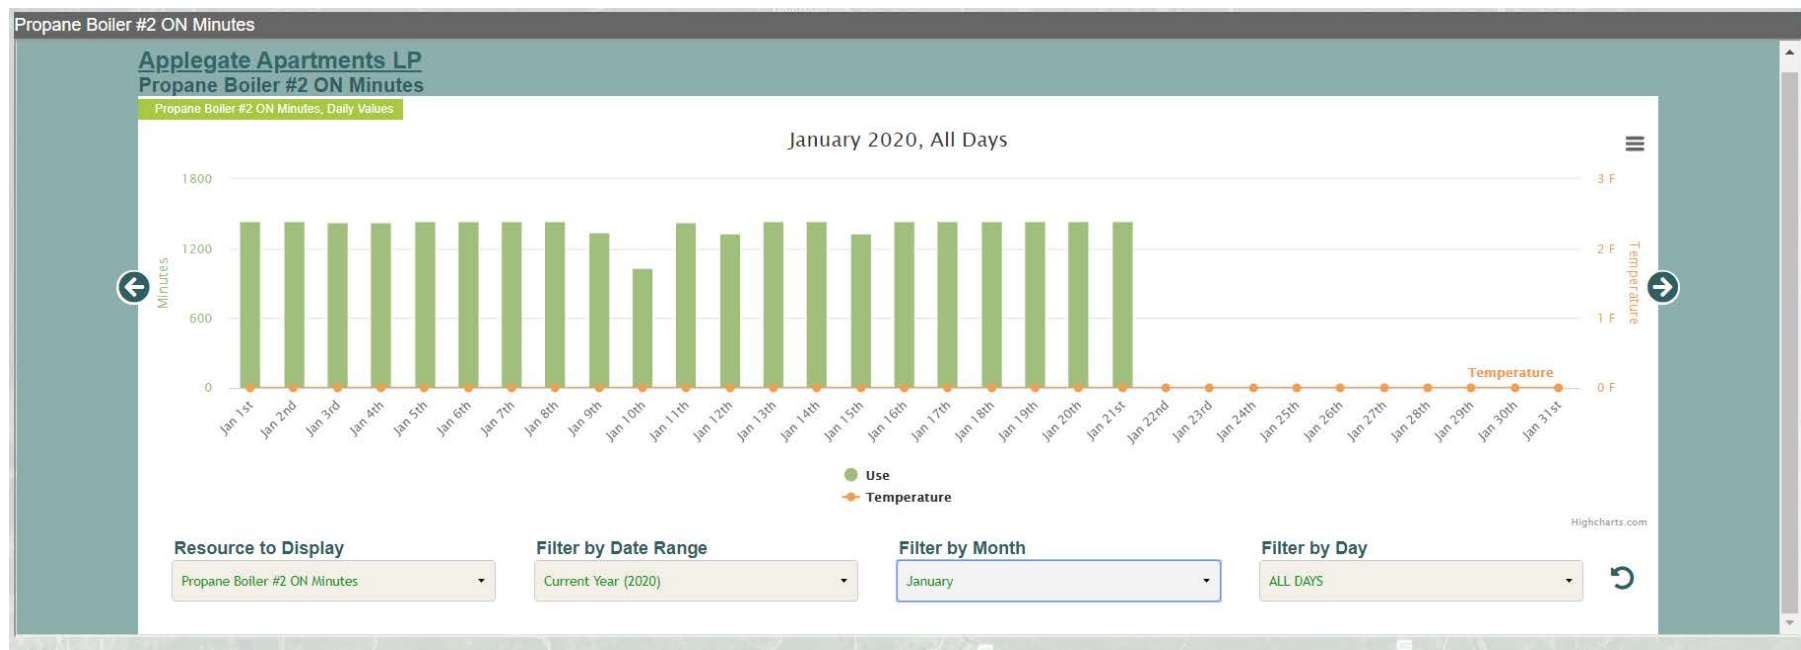 Propane Boiler #2 ON Minutes
Applegate Apartments LP
Propane Boiler #2 ON Minutes
Propane Boiler #2 ON Minutes, Daily Values
January 2020, All Days
1800
1200
600
0
Minutes
3 F
2 F
1 F
0 F
Temperature
Temperature
Jan 1st
Jan 2nd
Jan 3rd
Jan 4th
Jan 5th
Jan 6th
Jan 7th
Jan 8th
Jan 9th
Jan 10th
Jan 11th
Jan 12th
Jan 13th
Jan 14th
Jan 15th
Jan 16th
Jan 17th
Jan 18th
Jan 19th
Jan 20th
Jan 21st
Jan 22nd
Jan 23rd
Jan 24th
Jan 25th
Jan 26th
Jan 27th
Jan 28th
Jan 29th
Jan 30th
Jan 31st
Use
Temperature
Highcharts.com
Resource to Display
Propane Boiler #2 ON Minutes
Filter by Date Range
Current Year (2020)
Filter by Month
January
Filter by Day
ALL DAYS